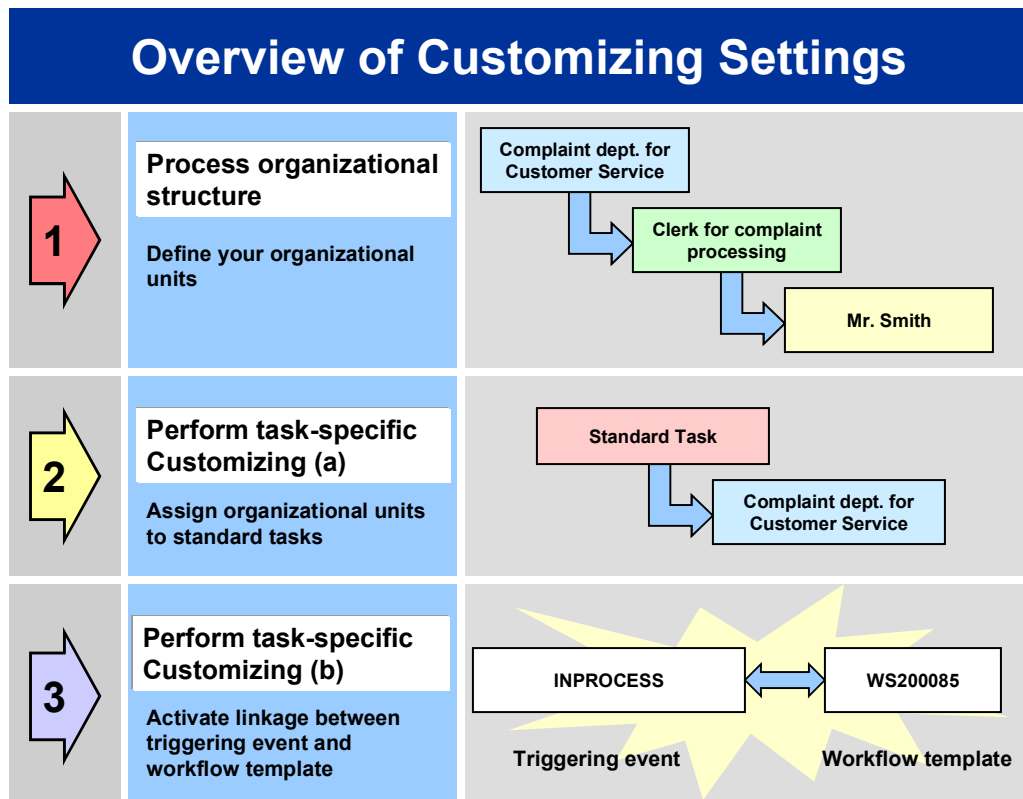 Overview of Customizing Settings
1
Process organizational
structure
Define your organizational
units
Complaint dept. for
Customer Service
Clerk for complaint
processing
Mr. Smith
2
Perform task-specific
Customizing (a)
Assign organizational units
to standard tasks
Standard Task
Complaint dept. for
Customer Service
3
Perform task-specific
Customizing (b)
Activate linkage between
triggering event and
workflow template
INPROCESS
WS200085
Triggering event
Workflow template